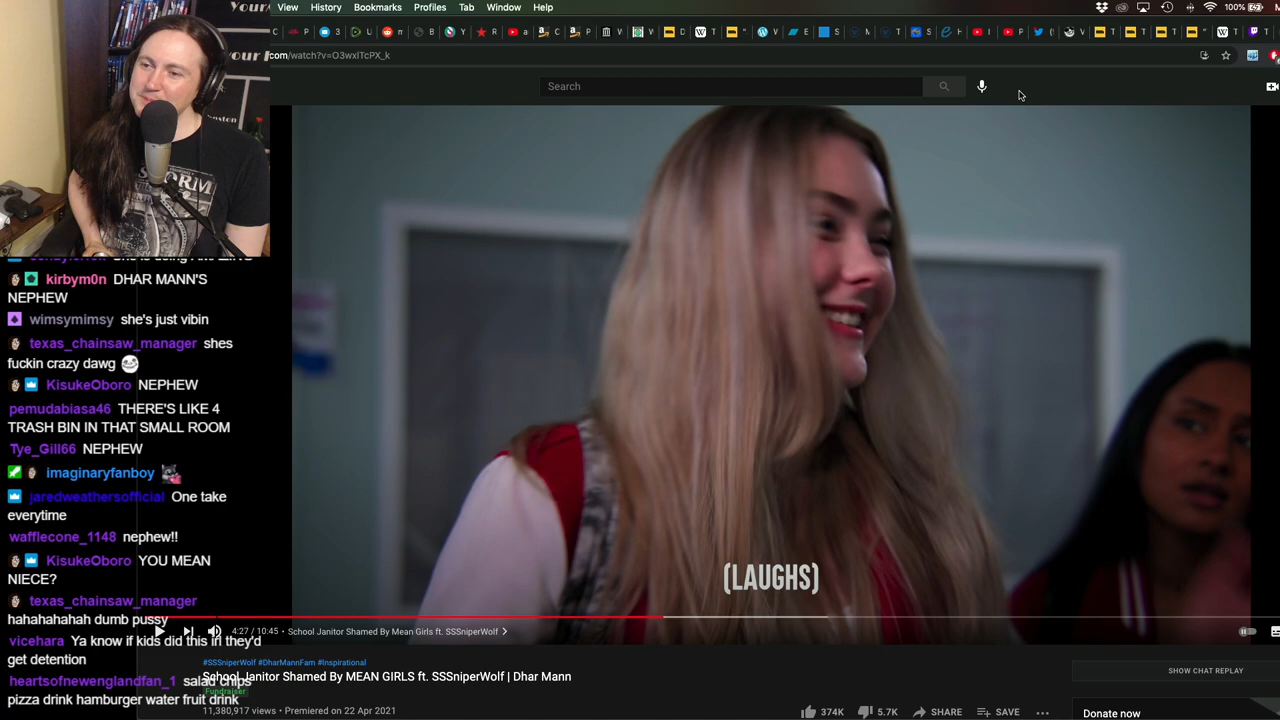 View History Bookmarks Profiles Tab Window Help 100%
com/watch?v=O3wxlTcPX_k
Search
kirbym0n DHAR MANN'S
NEPHEW
wimsymimsy she's just vibin
texas_chainsaw_manager shes
fuckin crazy dawg
KisukeOboro NEPHEW
pemudabiasa46 THERE'S LIKE 4
TRASH BIN IN THAT SMALL ROOM
Tye_Gill66 NEPHEW
imaginaryfanboy
jaredweathersofficial One take
everytime
wafflecone_1148 nephew!!
KisukeOboro YOU MEAN
NIECE?
texas_chainsaw_manager
hahahahahah dumb pussy
vicehara Ya know if kids did this irl they'd
get detention
heartsofnewenglandfan_1 salad chips
pizza drink hamburger water fruit drink
(LAUGHS)
4:27 / 10:45 • School Janitor Shamed By Mean Girls ft. SSSniperWolf
#SSSniperWolf #DharMannFam #Inspirational
School Janitor Shamed By MEAN GIRLS ft. SSSniperWolf | Dhar Mann
Fundraiser
11,380,917 views • Premiered on 22 Apr 2021
374K 5.7K SHARE SAVE
SHOW CHAT REPLAY
Donate now